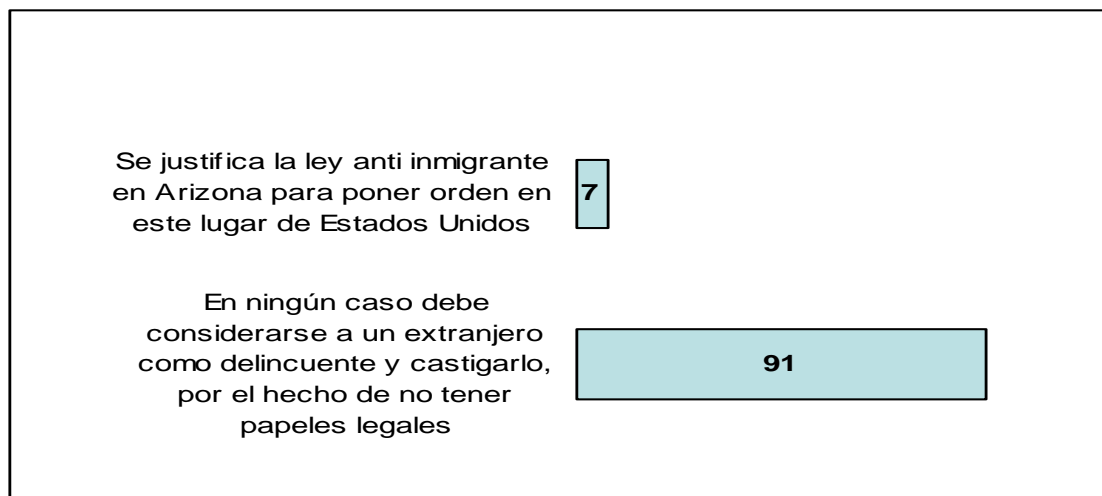 Se justifica la ley anti inmigrante
en Arizona para poner orden en
este lugar de Estados Unidos
7
En ningún caso debe
considerarse a un extranjero
como delincuente y castigarlo,
por el hecho de no tener
papeles legales
91